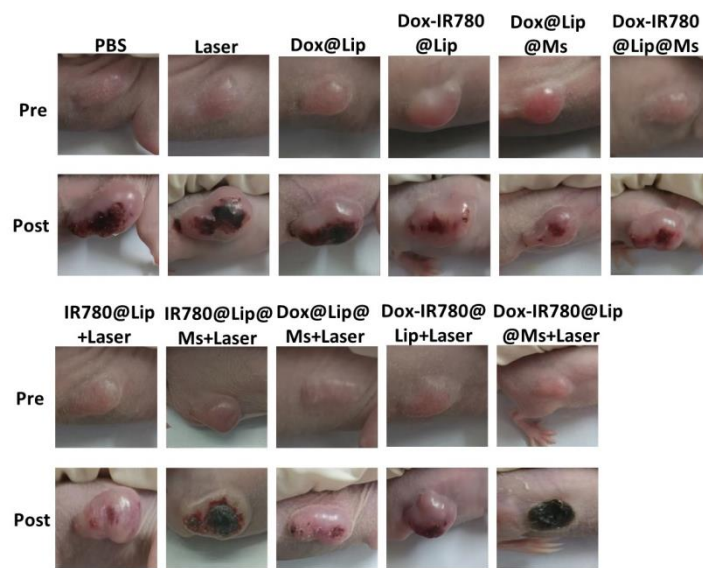 PBS
Laser
Dox@Lip
Dox-IR780
@Lip
Dox@Lip
@Ms
Dox-IR780
@Lip@Ms
Pre
Post
IR780@Lip
+Laser
IR780@Lip@
Ms+Laser
Dox@Lip@
Ms+Laser
Dox-IR780@
Lip+Laser
Dox-IR780@Lip
@Ms+Laser
Pre
Post